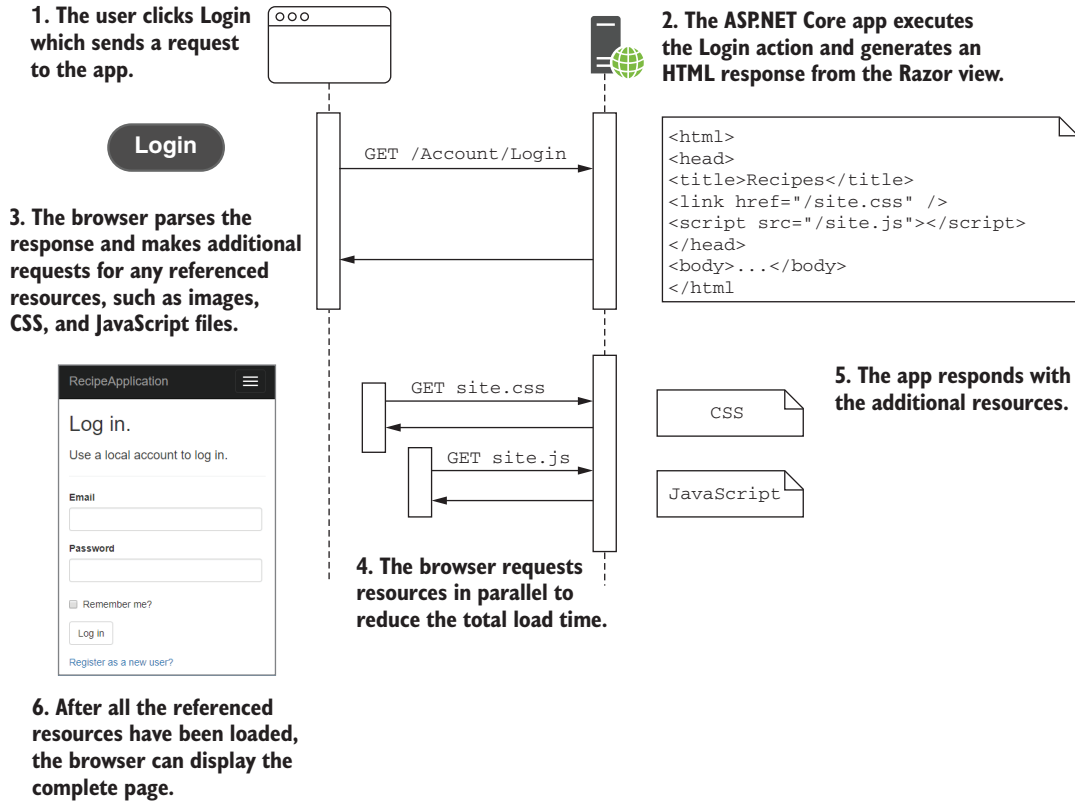 1. The user clicks Login
which sends a request
to the app.
2. The ASP.NET Core app executes
the Login action and generates an
HTML response from the Razor view.
Login
GET /Account/Login
<html>
<head>
<title>Recipes</title>
<link href="/site.css" />
<script src="/site.js"></script>
</head>
<body>...</body>
</html
3. The browser parses the
response and makes additional
requests for any referenced
resources, such as images,
CSS, and JavaScript files.
GET site.css
CSS
GET site.js
JavaScript
5. The app responds with
the additional resources.
4. The browser requests
resources in parallel to
reduce the total load time.
RecipeApplication
Log in.
Use a local account to log in.
Email
Password
Remember me?
Log in
Register as a new user?
6. After all the referenced
resources have been loaded,
the browser can display the
complete page.